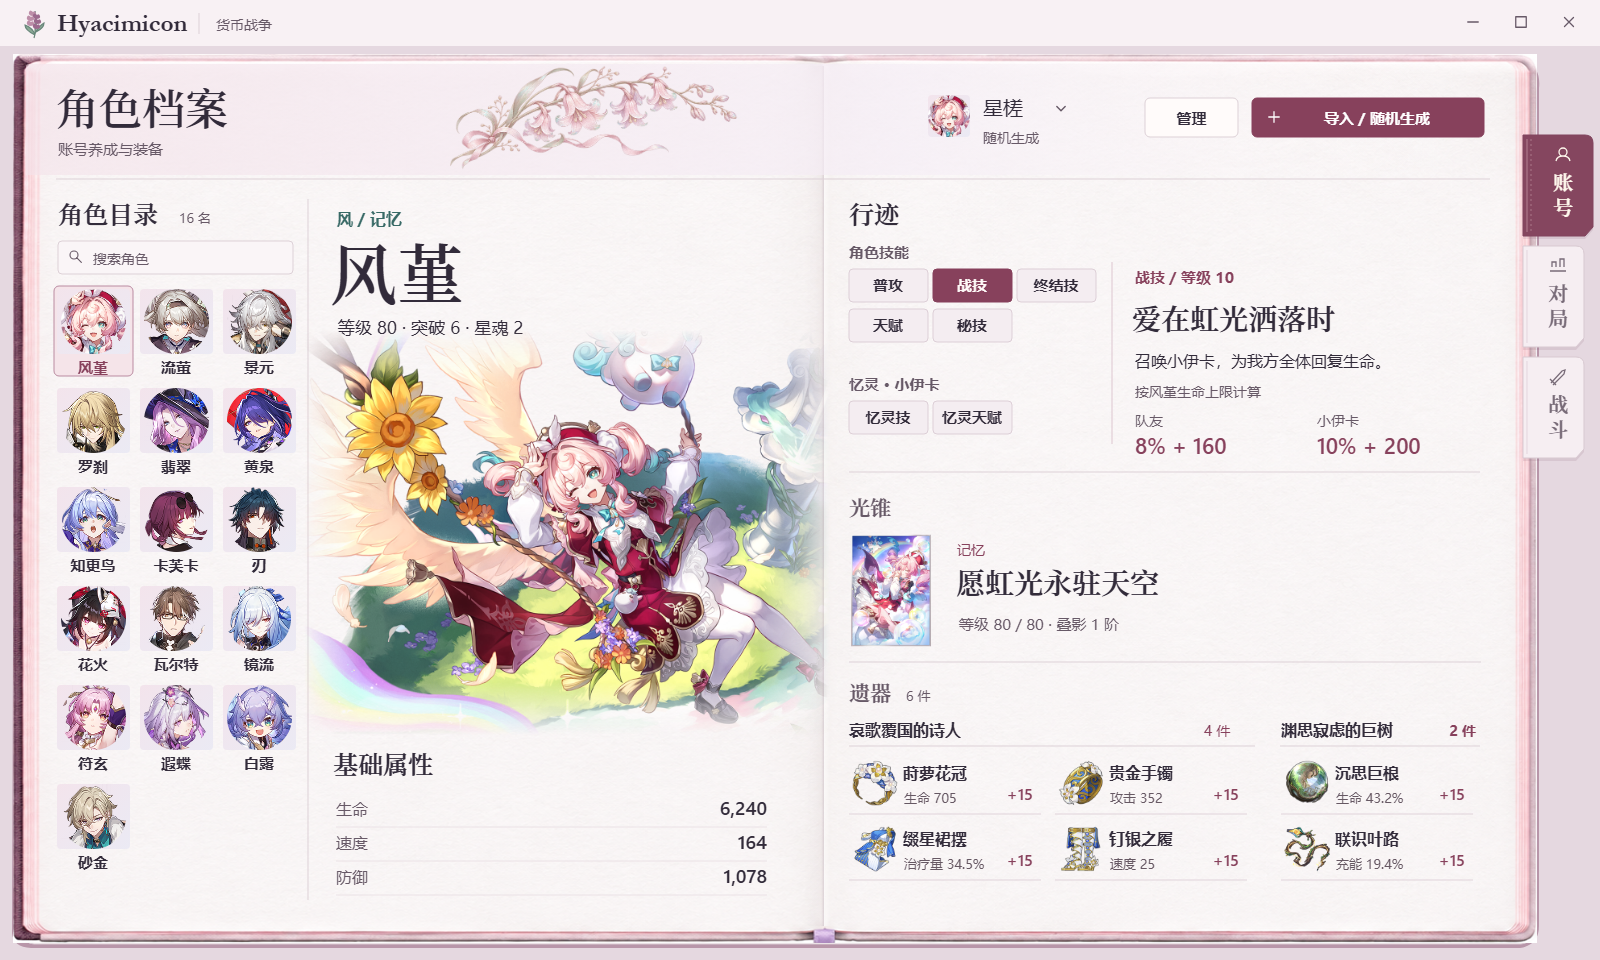 Hyacimicon
货币战争
角色档案
账号养成与装备
星槎
随机生成
管理
导入 / 随机生成
账号
对局
战斗
角色目录
16 名
搜索角色
风堇
流萤
景元
罗刹
翡翠
黄泉
知更鸟
卡芙卡
刃
花火
瓦尔特
镜流
符玄
遐蝶
白露
砂金
风 / 记忆
风堇
等级 80 · 突破 6 · 星魂 2
基础属性
生命
6,240
速度
164
防御
1,078
行迹
角色技能
普攻
战技
终结技
天赋
秘技
忆灵 • 小伊卡
忆灵技
忆灵天赋
战技 / 等级 10
爱在虹光洒落时
召唤小伊卡，为我方全体回复生命。
按风堇生命上限计算
队友
小伊卡
8% + 160
10% + 200
光锥
记忆
愿虹光永驻天空
等级 80 / 80 · 叠影 1 阶
遗器
6 件
哀歌覆国的诗人
4 件
渊思寂虑的巨树
2 件
莳萝花冠
生命 705
+15
贵金手镯
攻击 352
+15
沉思巨桹
生命 43.2%
+15
缀星裙摆
治疗量 34.5%
+15
钉银之履
速度 25
+15
联识叶路
充能 19.4%
+15